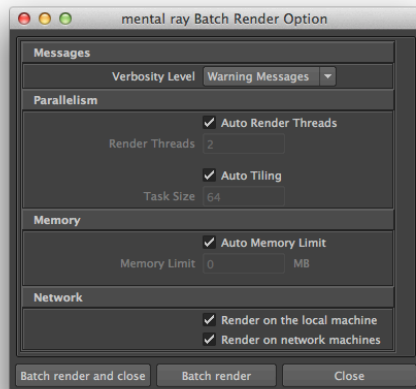 mental ray Batch Render Option
Messages
Verbosity Level Warning Messages
Parallelism
Auto Render Threads
Render Threads 2
Auto Tiling
Task Size 64
Memory
Auto Memory Limit
Memory Limit 0 MB
Network
Render on the local machine
Render on network machines
Batch render and close Batch render Close